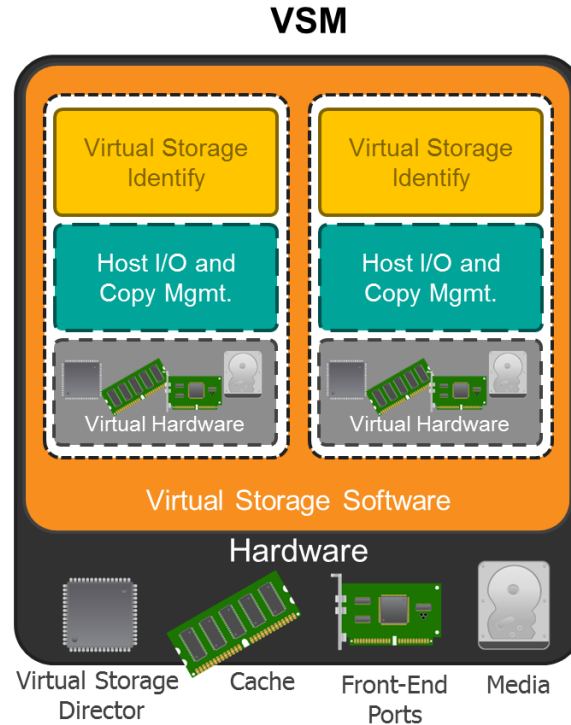 VSM
Virtual Storage
Identify
Virtual Storage
Identify
Host I/O and
Copy Mgmt.
Host I/O and
Copy Mgmt.
Virtual Hardware
Virtual Hardware
Virtual Storage Software
Hardware
Virtual Storage
Director
Cache
Front-End
Ports
Media